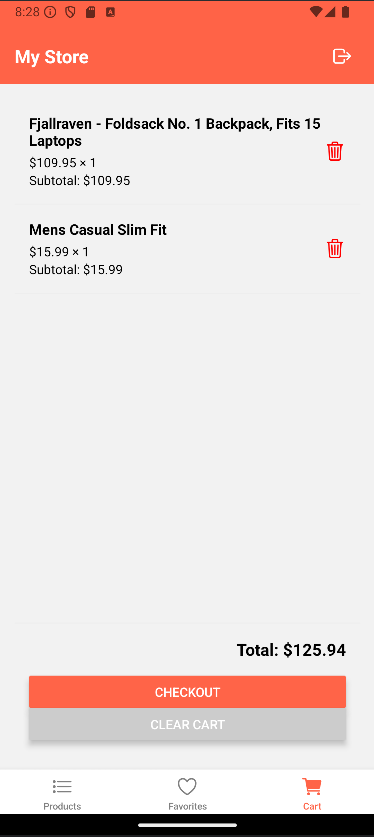 8:28
My Store
Fjallraven - Foldsack No. 1 Backpack, Fits 15
Laptops
$109.95 × 1
Subtotal: $109.95
Mens Casual Slim Fit
$15.99 × 1
Subtotal: $15.99
Total: $125.94
CHECKOUT
CLEAR CART
Products
Favorites
Cart